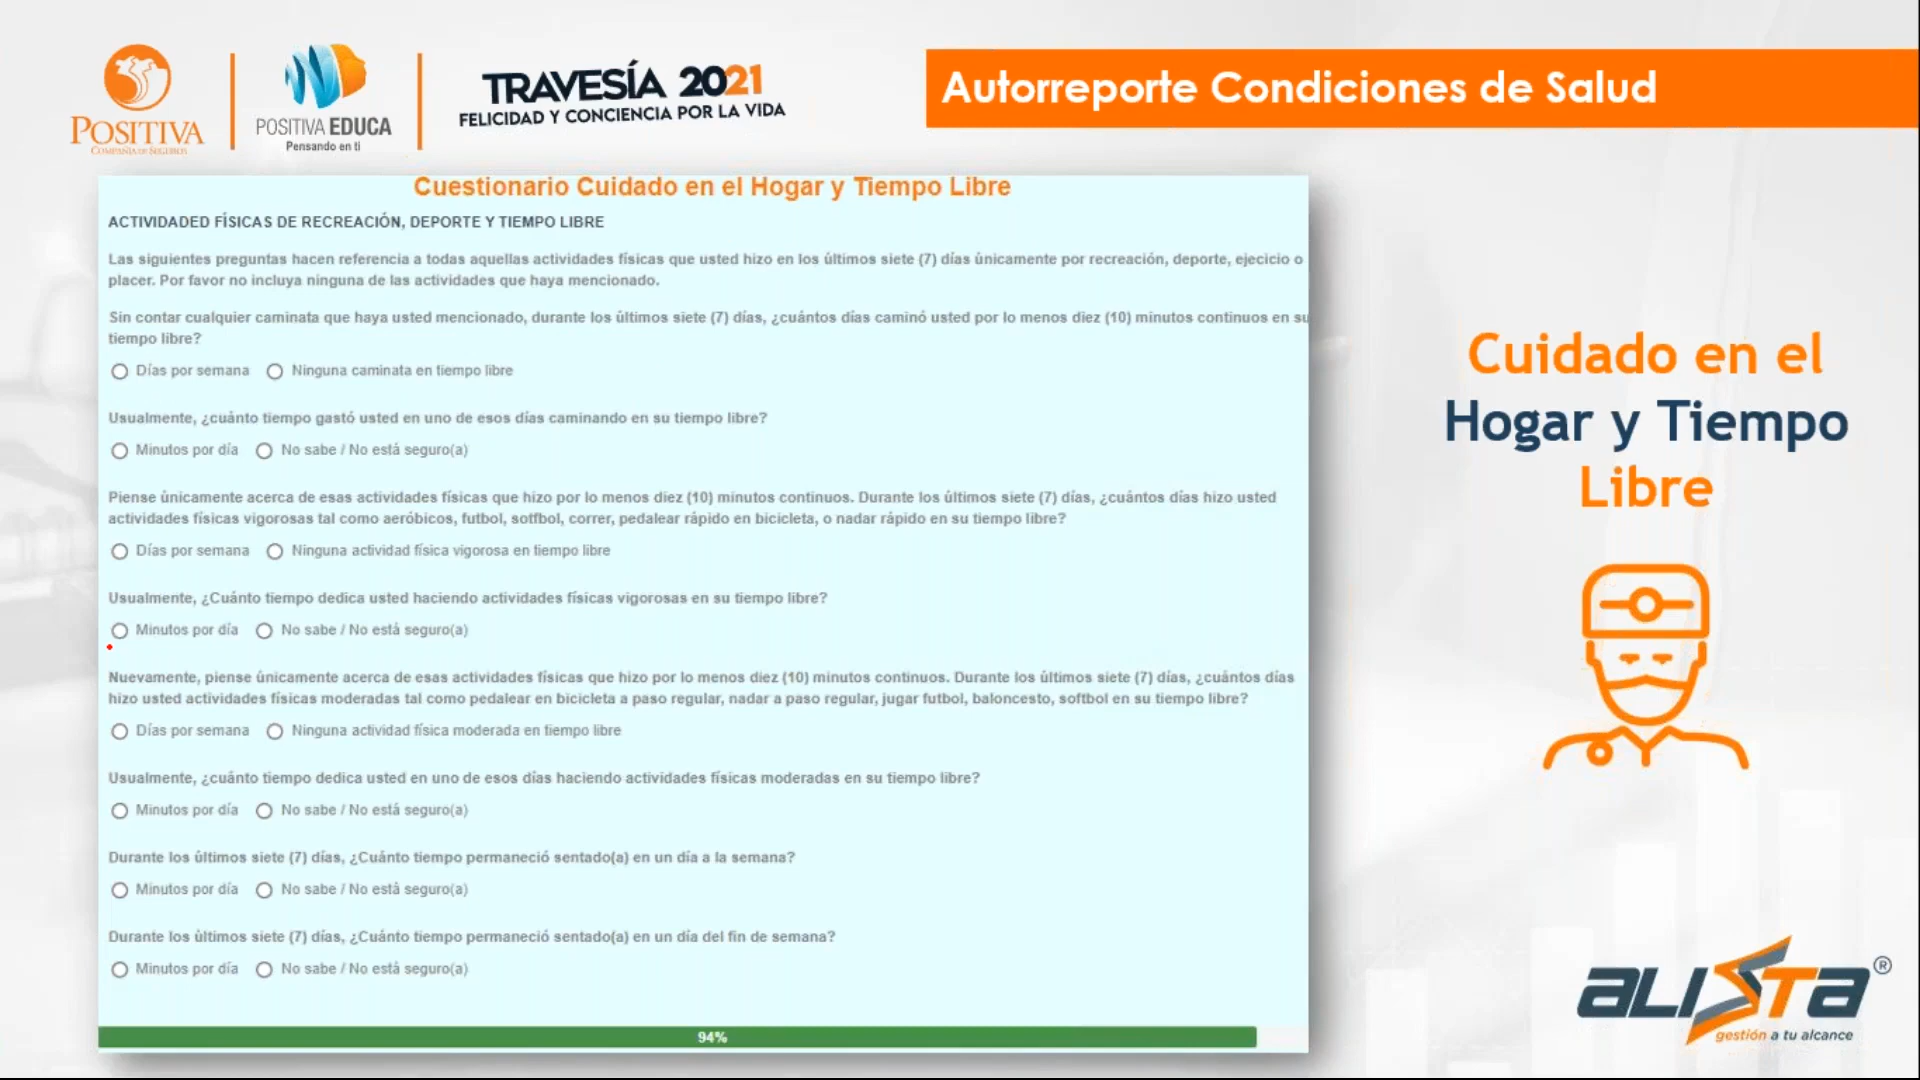 POSITIVA
COMPAÑÍA DE SEGUROS
POSITIVA EDUCA
Pensando en ti
TRAVESÍA 2021
FELICIDAD Y CONCIENCIA POR LA VIDA
Autorreporte Condiciones de Salud
Cuestionario Cuidado en el Hogar y Tiempo Libre
ACTIVIDADED FÍSICAS DE RECREACIÓN, DEPORTE Y TIEMPO LIBRE
Las siguientes preguntas hacen referencia a todas aquellas actividades físicas que usted hizo en los últimos siete (7) días únicamente por recreación, deporte, ejecicio o
placer. Por favor no incluya ninguna de las actividades que haya mencionado.
Sin contar cualquier caminata que haya usted mencionado, durante los últimos siete (7) días, ¿cuántos días caminó usted por lo menos diez (10) minutos continuos en su
tiempo libre?
Días por semana Ninguna caminata en tiempo libre
Usualmente, ¿cuánto tiempo gastó usted en uno de esos días caminando en su tiempo libre?
Minutos por día No sabe / No está seguro(a)
Piense únicamente acerca de esas actividades físicas que hizo por lo menos diez (10) minutos continuos. Durante los últimos siete (7) días, ¿cuántos días hizo usted
actividades físicas vigorosas tal como aeróbicos, futbol, sotfbol, correr, pedalear rápido en bicicleta, o nadar rápido en su tiempo libre?
Días por semana Ninguna actividad física vigorosa en tiempo libre
Usualmente, ¿Cuánto tiempo dedica usted haciendo actividades físicas vigorosas en su tiempo libre?
Minutos por día No sabe / No está seguro(a)
Nuevamente, piense únicamente acerca de esas actividades físicas que hizo por lo menos diez (10) minutos continuos. Durante los últimos siete (7) días, ¿cuántos días
hizo usted actividades físicas moderadas tal como pedalear en bicicleta a paso regular, nadar a paso regular, jugar futbol, baloncesto, softbol en su tiempo libre?
Días por semana Ninguna actividad física moderada en tiempo libre
Usualmente, ¿cuánto tiempo dedica usted en uno de esos días haciendo actividades físicas moderadas en su tiempo libre?
Minutos por día No sabe / No está seguro(a)
Durante los últimos siete (7) días, ¿Cuánto tiempo permaneció sentado(a) en un día a la semana?
Minutos por día No sabe / No está seguro(a)
Durante los últimos siete (7) días, ¿Cuánto tiempo permaneció sentado(a) en un día del fin de semana?
Minutos por día No sabe / No está seguro(a)
94%
Cuidado en el
Hogar y Tiempo
Libre
ALISTA®
gestión a tu alcance